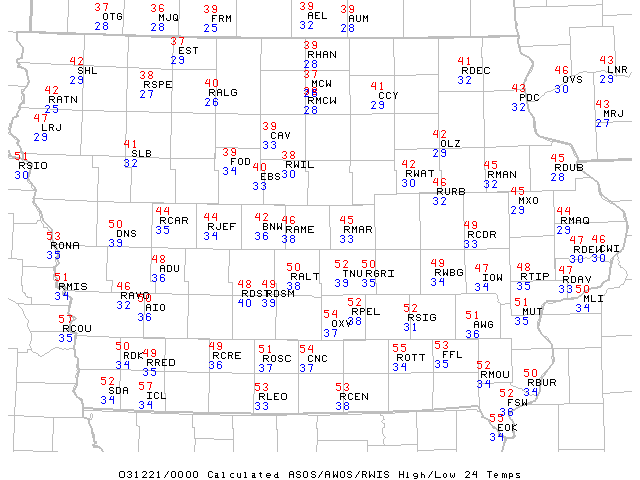 37 OTG 28
36 MJQ 28
39 FRM 25
39 AEL 32
39 AUM 28
37 EST 29
39 RHAN 28
42 SHL 29
38 RSPE 27
40 RALG 26
37 MCW
RMCW 28
41 CCY 29
41 RDEC 32
46 OVS 30
43 LNR 29
42 RATN 25
43 PDC 32
43 MRJ 27
47 LRJ 29
41 SLB 32
39 CAV 33
42 OLZ 29
51 RSIO 30
39 FOD 34
40 EBS 33
38 RWIL 30
42 RWAT 30
46 RURB 32
45 RMAN 32
45 RDUB 28
45 MXO 29
50 DNS 39
44 RCAR 35
44 RJEF 34
42 BNW 36
46 RAME 38
45 RMAR 33
49 RCDR 33
44 RMAQ 29
53 RONA 35
47 RDEW 30
46 CWI 30
48 ADU 36
50 RALT 38
52 TNU 39
50 RGRI 35
49 RWBG 34
47 IOW 34
48 RTIP 35
47 RDAV 33
51 RMIS 34
46 RAVO 32
50 AIO 36
48 RDST 40
49 RDSM 39
50 MLI 34
57 RCOU 35
54 OXV 37
52 RPEL 38
52 RSIG 31
51 AWG 36
51 MUT 35
50 RDK 34
49 RRED 35
49 RCRE 36
51 ROSC 37
54 CNC 37
55 ROTT 34
53 FFL 35
52 RMOU 34
50 RBUR 34
52 SDA 34
57 ICL 34
53 RLEO 33
53 RCEN 38
52 FSW 36
55 EOK 34
031221/0000 Calculated ASOS/AWOS/RWIS High/Low 24 Temps